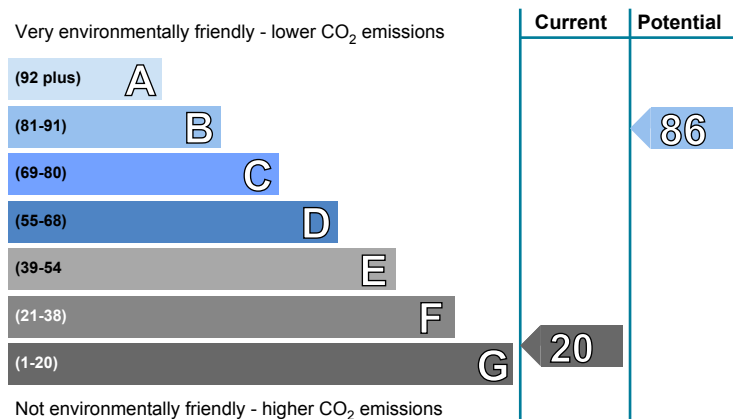 Current Potential
Very environmentally friendly - lower CO₂ emissions
(92 plus) A
(81-91) B
86
(69-80) C
(55-68) D
(39-54 E
(21-38) F
20
(1-20) G
Not environmentally friendly - higher CO₂ emissions